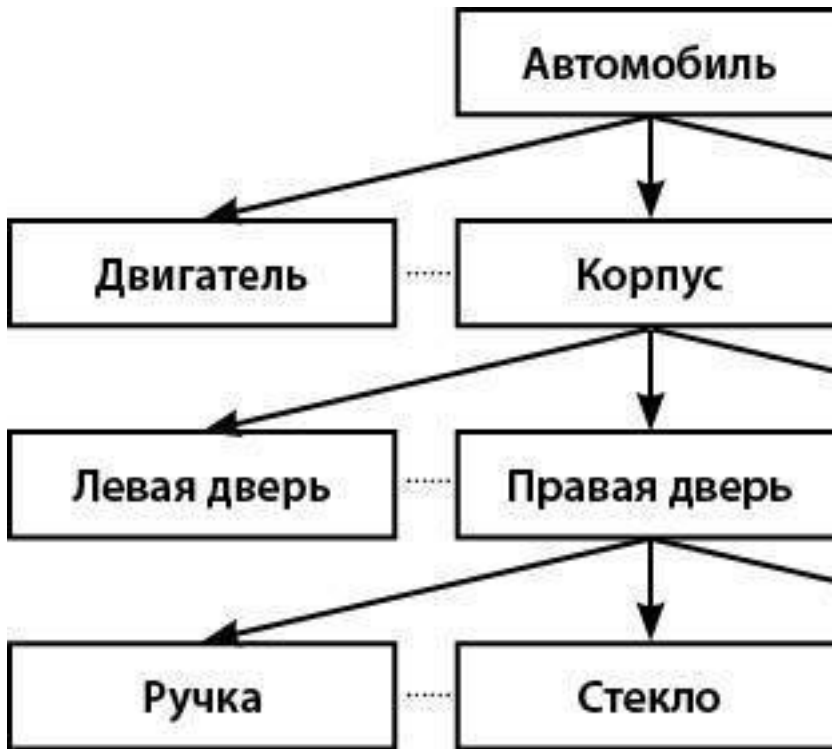 Автомобиль
Двигатель
Корпус
Левая дверь
Правая дверь
Ручка
Стекло